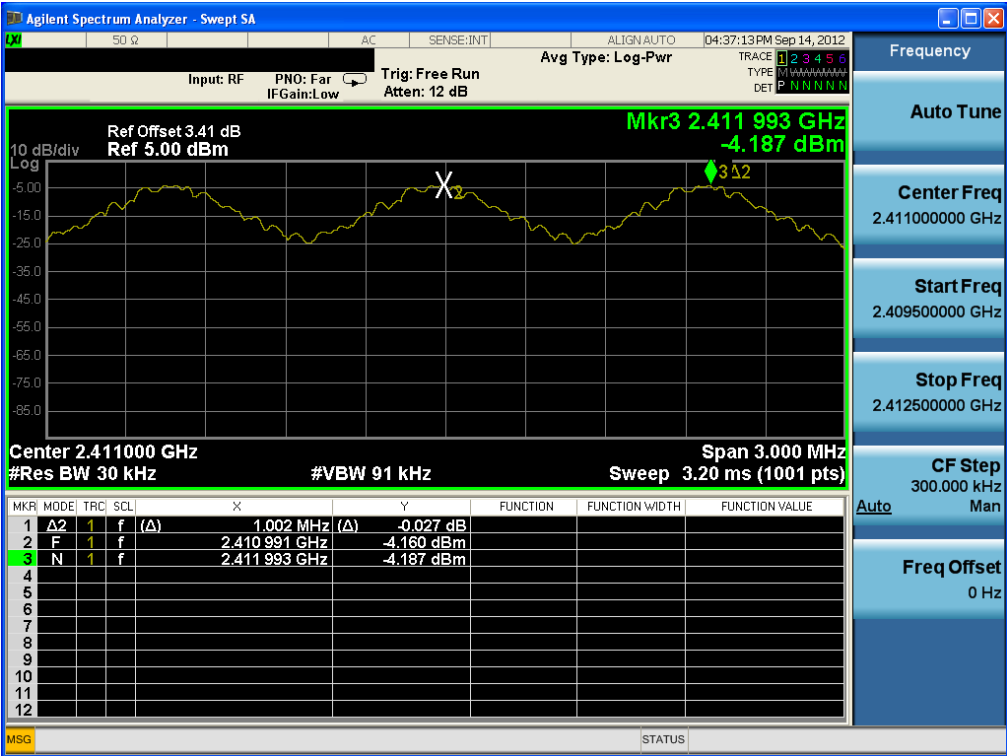 Agilent Spectrum Analyzer - Swept SA
LXI 50 Ω AC SENSE:INT ALIGN AUTO 04:37:13 PM Sep 14, 2012
Input: RF PNO: Far Trig: Free Run Avg Type: Log-Pwr TRACE 1 2 3 4 5 6
IFGain:Low Atten: 12 dB TYPE M WWWWW
DET P N N N N N
Mkr3 2.411 993 GHz
-4.187 dBm
Ref Offset 3.41 dB
10 dB/div Ref 5.00 dBm
Log
3 Δ2
X 2
-5.00
-15.0
-25.0
-35.0
-45.0
-55.0
-65.0
-75.0
-85.0
Center 2.411000 GHz Span 3.000 MHz
#Res BW 30 kHz #VBW 91 kHz Sweep 3.20 ms (1001 pts)
MKR MODE TRC SCL X Y FUNCTION FUNCTION WIDTH FUNCTION VALUE
1 Δ2 1 f (Δ) 1.002 MHz (Δ) -0.027 dB
2 F 1 f 2.410 991 GHz -4.160 dBm
3 N 1 f 2.411 993 GHz -4.187 dBm
4
5
6
7
8
9
10
11
12
MSG STATUS
Frequency
Auto Tune
Center Freq
2.411000000 GHz
Start Freq
2.409500000 GHz
Stop Freq
2.412500000 GHz
CF Step
300.000 kHz
Auto Man
Freq Offset
0 Hz